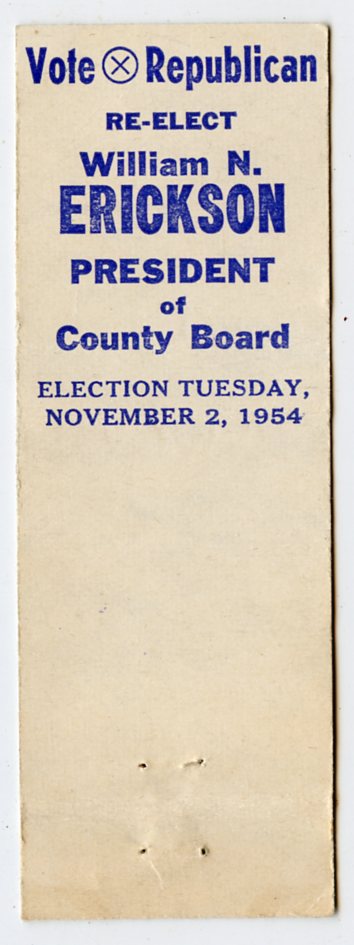 Vote ⓧ Republican
RE-ELECT
William N.
ERICKSON
PRESIDENT
of
County Board
ELECTION TUESDAY,
NOVEMBER 2, 1954